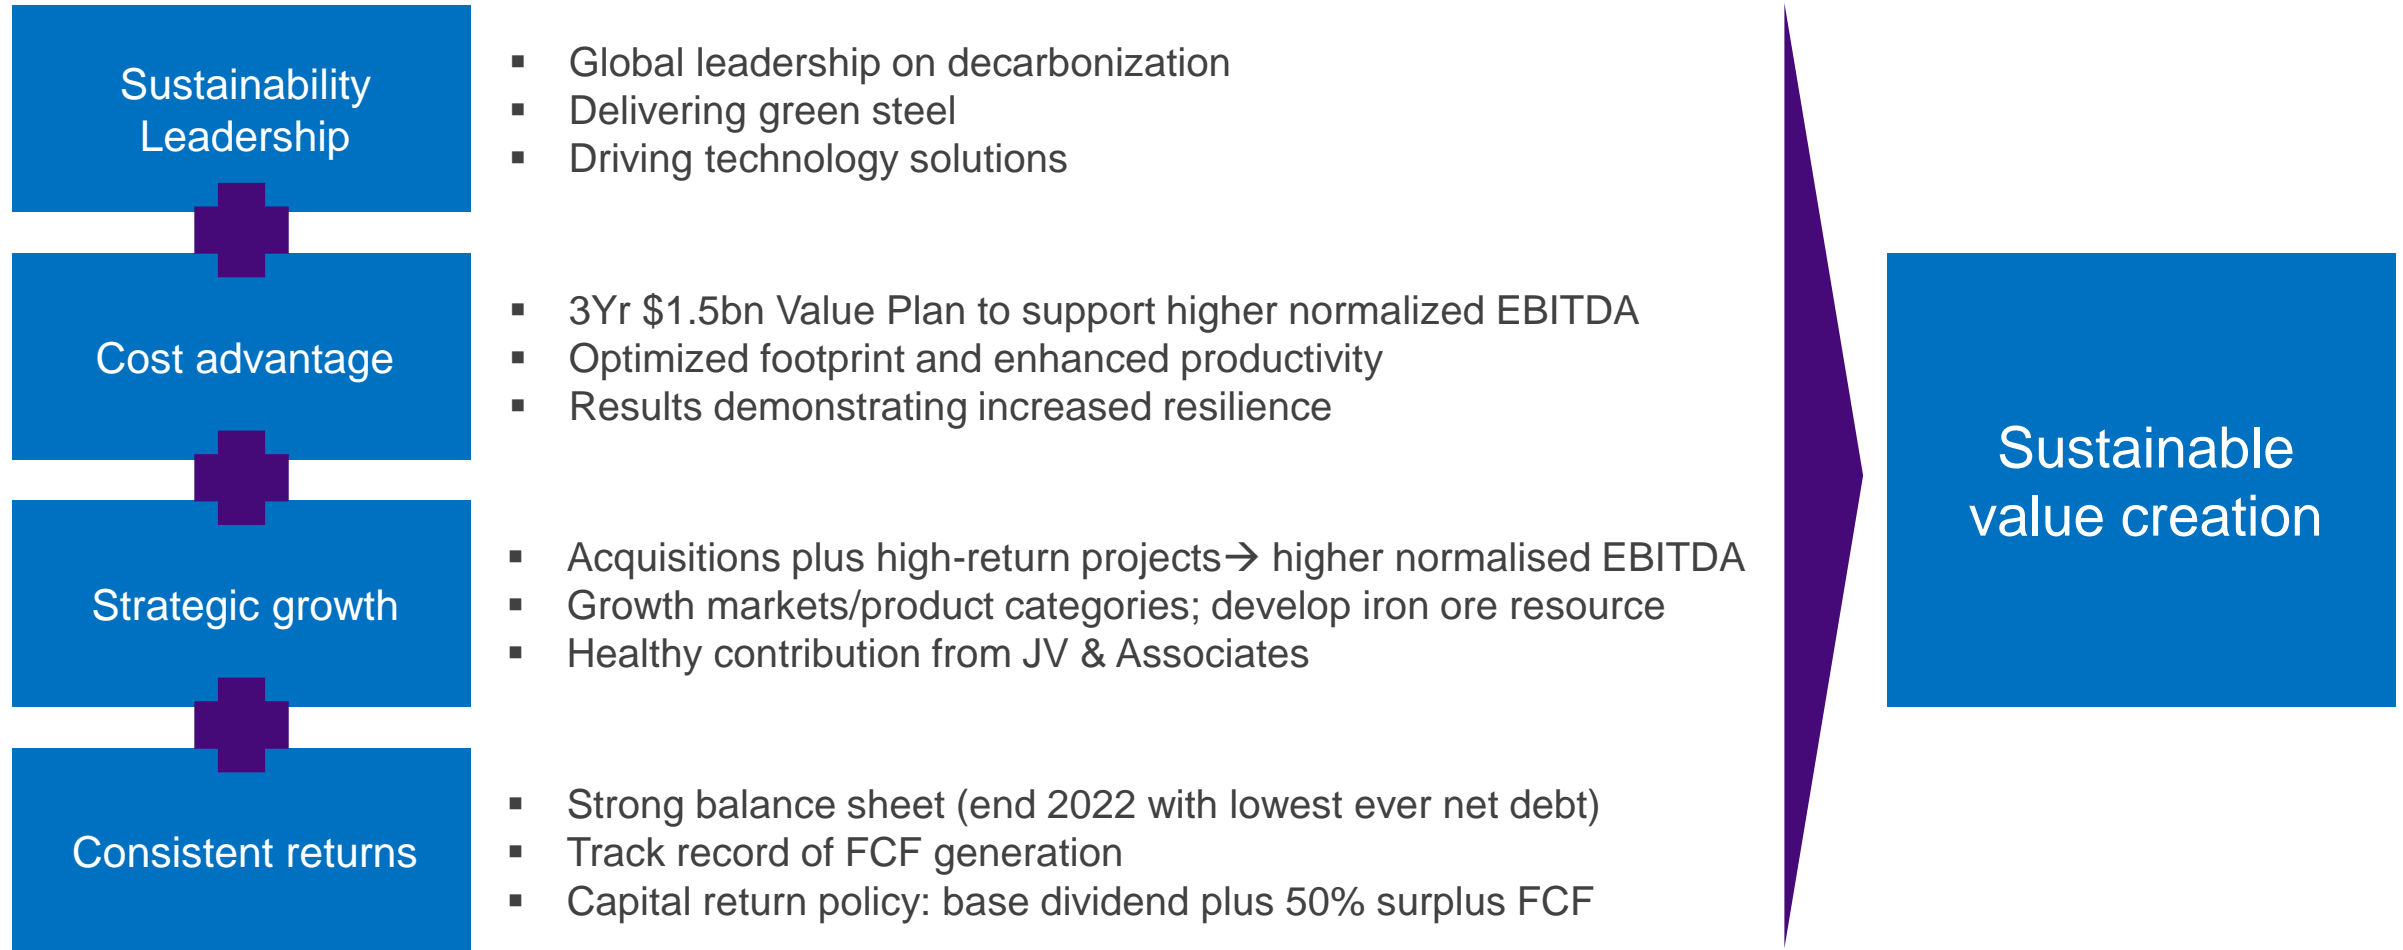 Sustainability
Leadership
▪ Global leadership on decarbonization
▪ Delivering green steel
▪ Driving technology solutions
Cost advantage
▪ 3Yr $1.5bn Value Plan to support higher normalized EBITDA
▪ Optimized footprint and enhanced productivity
▪ Results demonstrating increased resilience
Strategic growth
▪ Acquisitions plus high-return projects→ higher normalised EBITDA
▪ Growth markets/product categories; develop iron ore resource
▪ Healthy contribution from JV & Associates
Consistent returns
▪ Strong balance sheet (end 2022 with lowest ever net debt)
▪ Track record of FCF generation
▪ Capital return policy: base dividend plus 50% surplus FCF
Sustainable
value creation